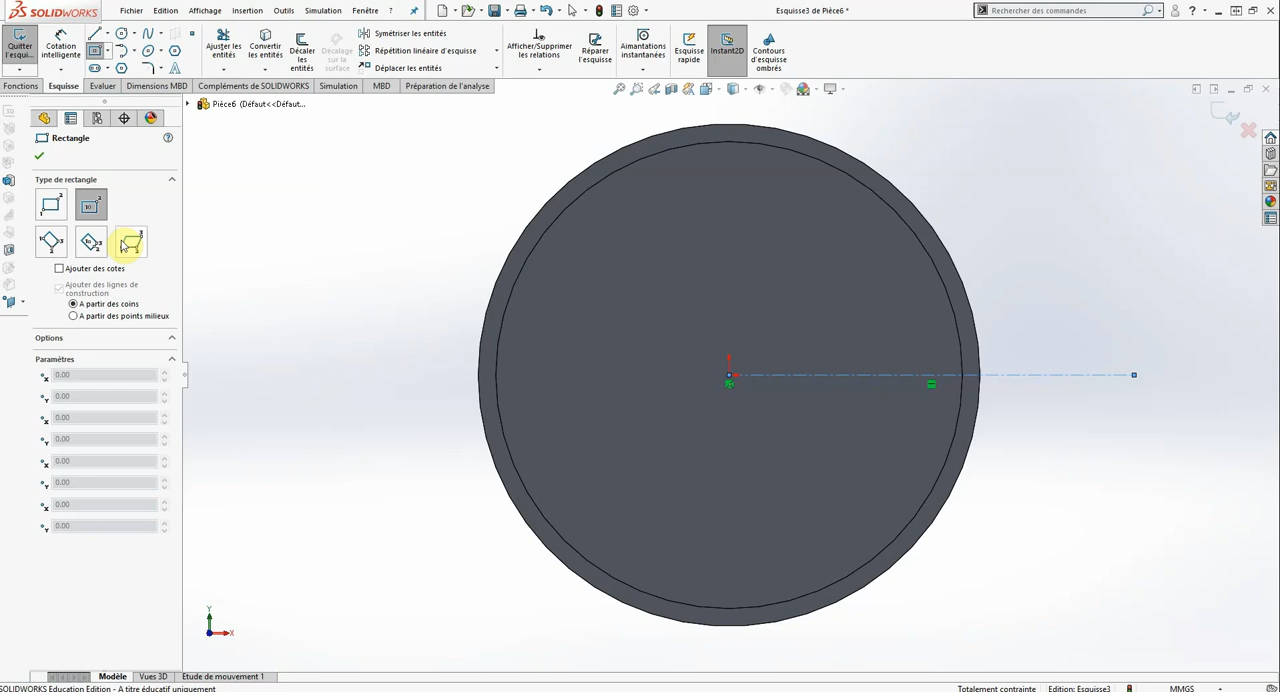 SOLIDWORKS Fichier Edition Affichage Insertion Outils Simulation Fenêtre ? Esquisse3 de Pièce6 * Rechercher des commandes ?
Quitter l'esqui... Cotation intelligente Ajuster les entités Convertir les entités Décaler les entités Décalage sur la surface Symétriser les entités Afficher/Supprimer les relations Réparer l'esquisse Aimantations instantanées Esquisse rapide Instant2D Contours d'esquisse ombrés
Répétition linéaire d'esquisse
Déplacer les entités
Fonctions Esquisse Evaluer Dimensions MBD Compléments de SOLIDWORKS Simulation MBD Préparation de l'analyse
Pièce6 (Défaut<<Défaut...
Rectangle
Type de rectangle
Ajouter des cotes
Ajouter des lignes de
construction
A partir des coins
A partir des points milieux
Options
Paramètres
0.00
0.00
0.00
0.00
0.00
0.00
0.00
0.00
Y
X
Modèle Vues 3D Etude de mouvement 1
SOLIDWORKS Education Edition - A titre éducatif uniquement Totalement contrainte Edition: Esquisse3 MMGS